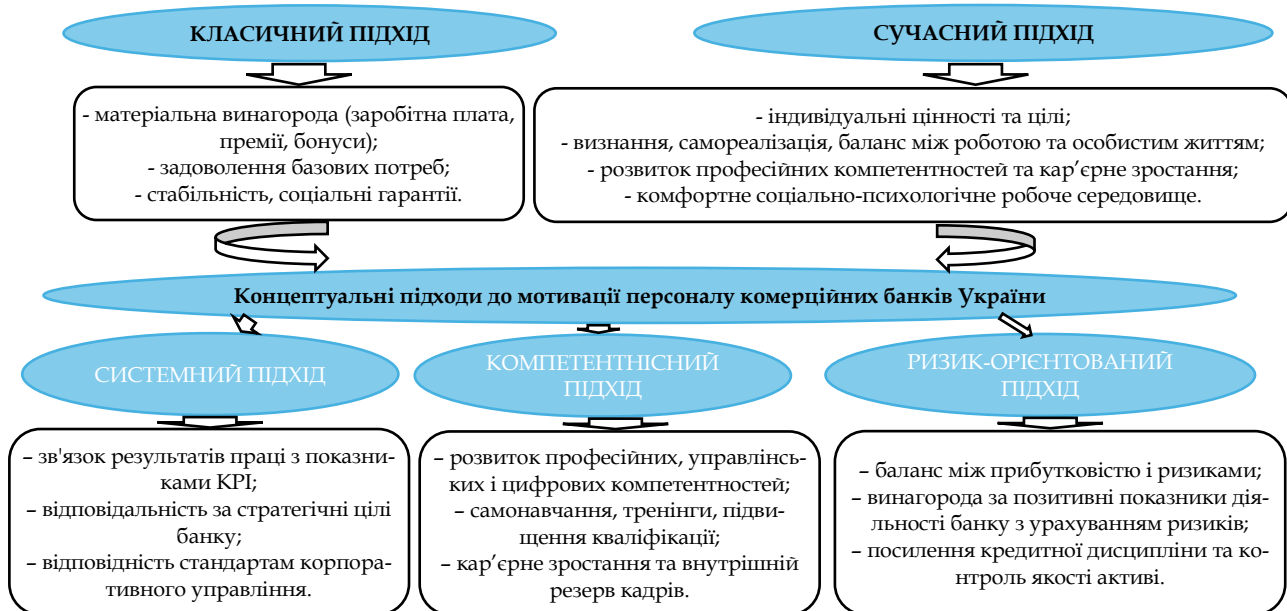 КЛАСИЧНИЙ ПІДХІД
СУЧАСНИЙ ПІДХІД
- матеріальна винагорода (заробітна плата,
премії, бонуси);
- задоволення базових потреб;
- стабільність, соціальні гарантії.
- індивідуальні цінності та цілі;
- визнання, самореалізація, баланс між роботою та особистим життям;
- розвиток професійних компетентностей та кар’єрне зростання;
- комфортне соціально-психологічне робоче середовище.
Концептуальні підходи до мотивації персоналу комерційних банків України
СИСТЕМНИЙ ПІДХІД
КОМПЕТЕНТНІСНИЙ
ПІДХІД
РИЗИК-ОРІЄНТОВАНИЙ
ПІДХІД
– зв'язок результатів праці з показни-
ками KPI;
– відповідальність за стратегічні цілі
банку;
– відповідність стандартам корпора-
тивного управління.
– розвиток професійних, управлінсь-
ких і цифрових компетентностей;
– самонавчання, тренінги, підви-
щення кваліфікації;
– кар’єрне зростання та внутрішній
резерв кадрів.
– баланс між прибутковістю і ризиками;
– винагорода за позитивні показники дія-
льності банку з урахуванням ризиків;
– посилення кредитної дисципліни та ко-
нтроль якості активі.